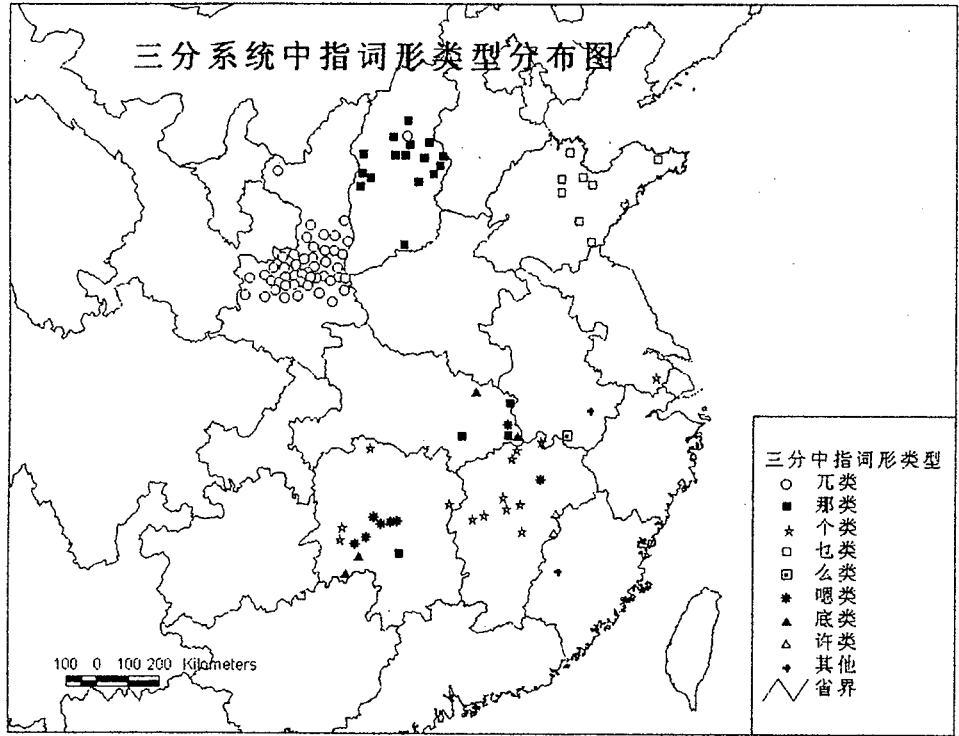 三分系统中指词形类型分布图
三分中指词形类型
兀类
那类
个类
乜类
么类
嗯类
底类
许类
其他
省界
100 0 100 200 Kilometers